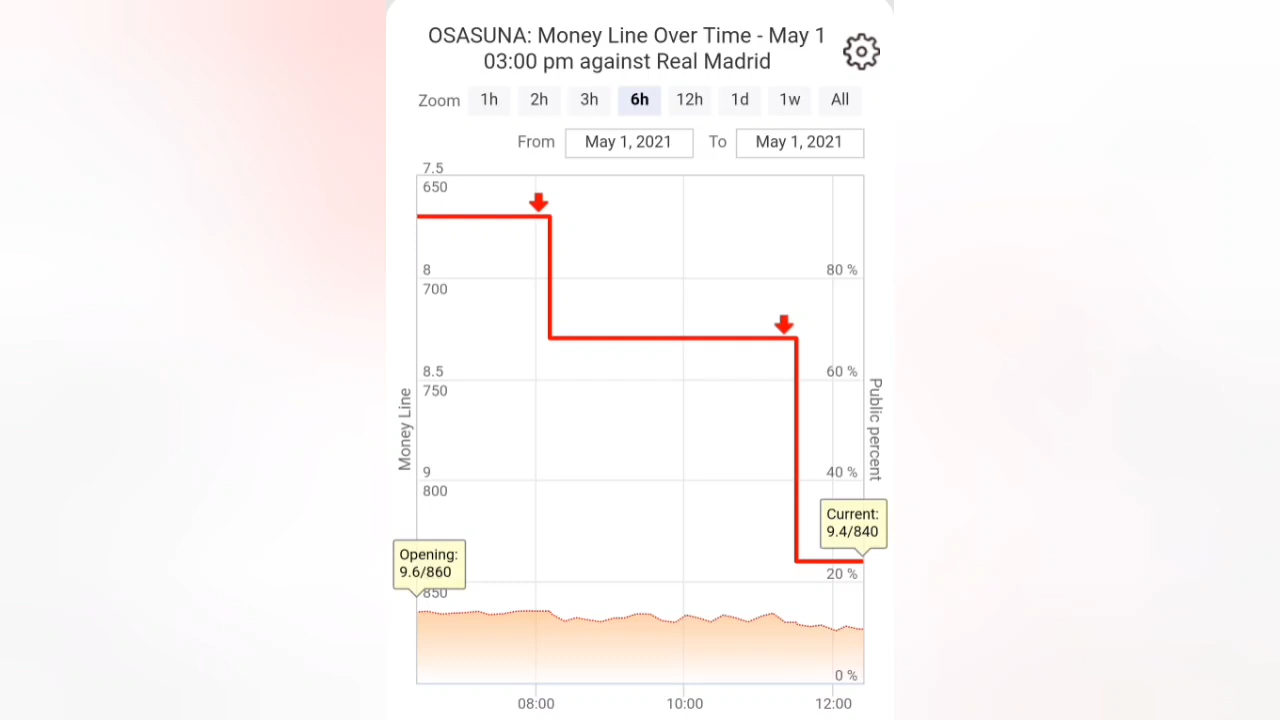 OSASUNA: Money Line Over Time - May 1
03:00 pm against Real Madrid
Zoom 1h 2h 3h 6h 12h 1d 1w All
From May 1, 2021 To May 1, 2021
7.5
650
8
700
80 %
8.5
750
60 %
Money Line
Public percent
9
800
40 %
Current:
9.4/840
Opening:
9.6/860
20 %
850
0 %
08:00 10:00 12:00